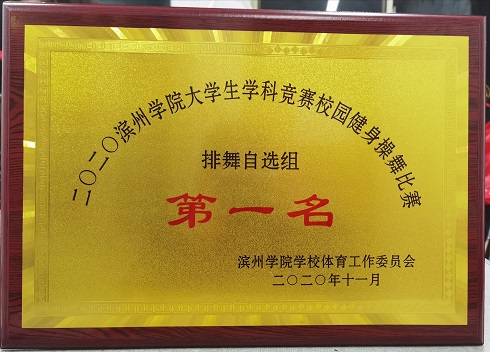 二〇二〇滨州学院大学生学科竞赛校园健身操舞比赛
排舞自选组
第一名
滨州学院学校体育工作委员会
二〇二〇年十一月